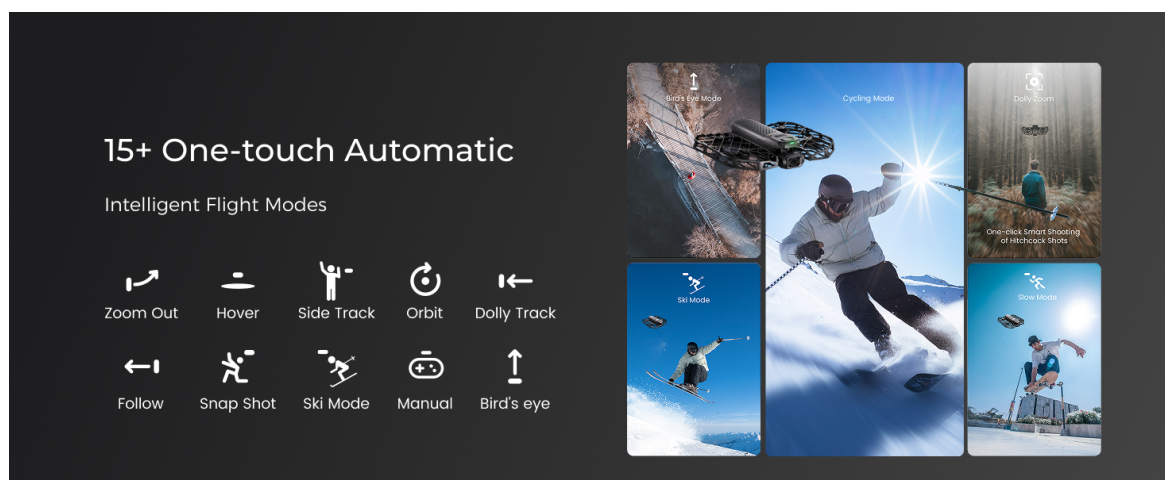 15+ One-touch Automatic
Intelligent Flight Modes
Zoom Out
Hover
Side Track
Orbit
Dolly Track
Follow
Snap Shot
Ski Mode
Manual
Bird's eye
Bird's Eye Mode
Cycling Mode
Dolly Zoom
One-click Smart Shooting
of Hitchcock Shots
Ski Mode
Slow Mode